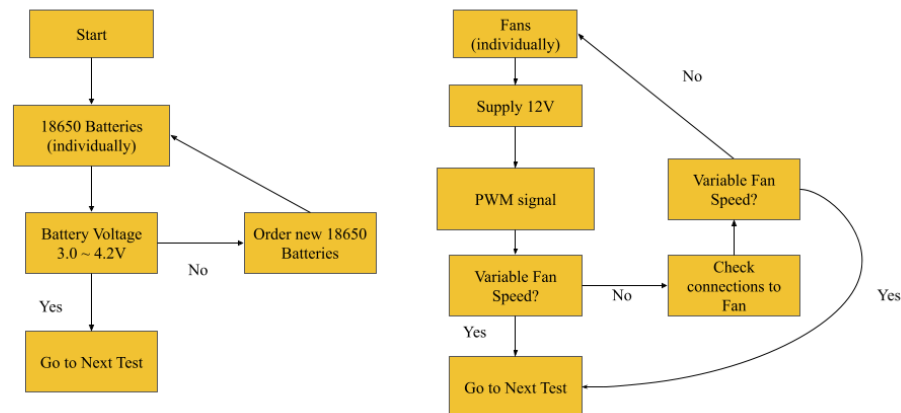 Start
18650 Batteries
(individually)
Battery Voltage
3.0 ~ 4.2V
No
Order new 18650
Batteries
Yes
Go to Next Test
Fans
(individually)
No
Supply 12V
PWM signal
Variable Fan
Speed?
Variable Fan
Speed?
No
Check
connections to
Fan
Yes
Yes
Go to Next Test